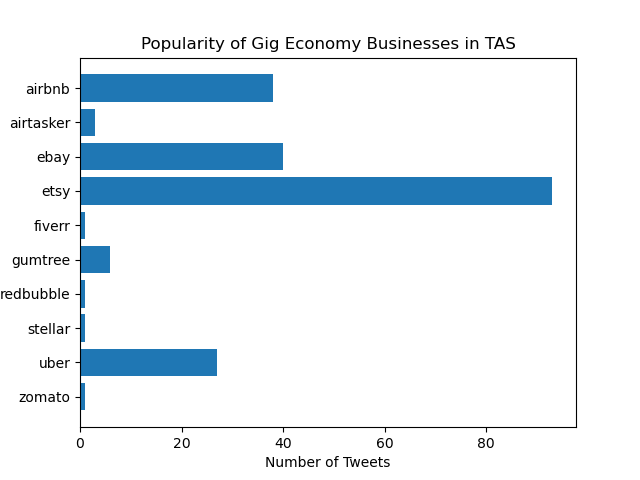 Popularity of Gig Economy Businesses in TAS
airbnb
airtasker
ebay
etsy
fiverr
gumtree
redbubble
stellar
uber
zomato
0 20 40 60 80
Number of Tweets